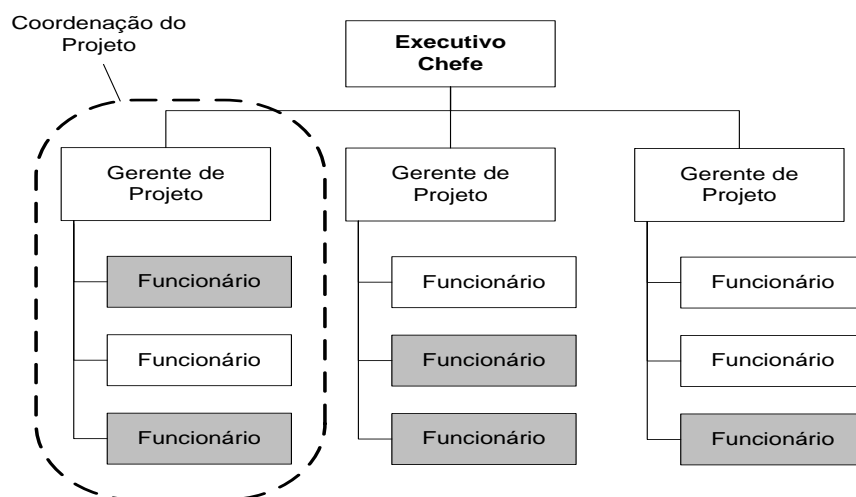 Coordenação do
Projeto
Executivo
Chefe
Gerente de
Projeto
Gerente de
Projeto
Gerente de
Projeto
Funcionário
Funcionário
Funcionário
Funcionário
Funcionário
Funcionário
Funcionário
Funcionário
Funcionário